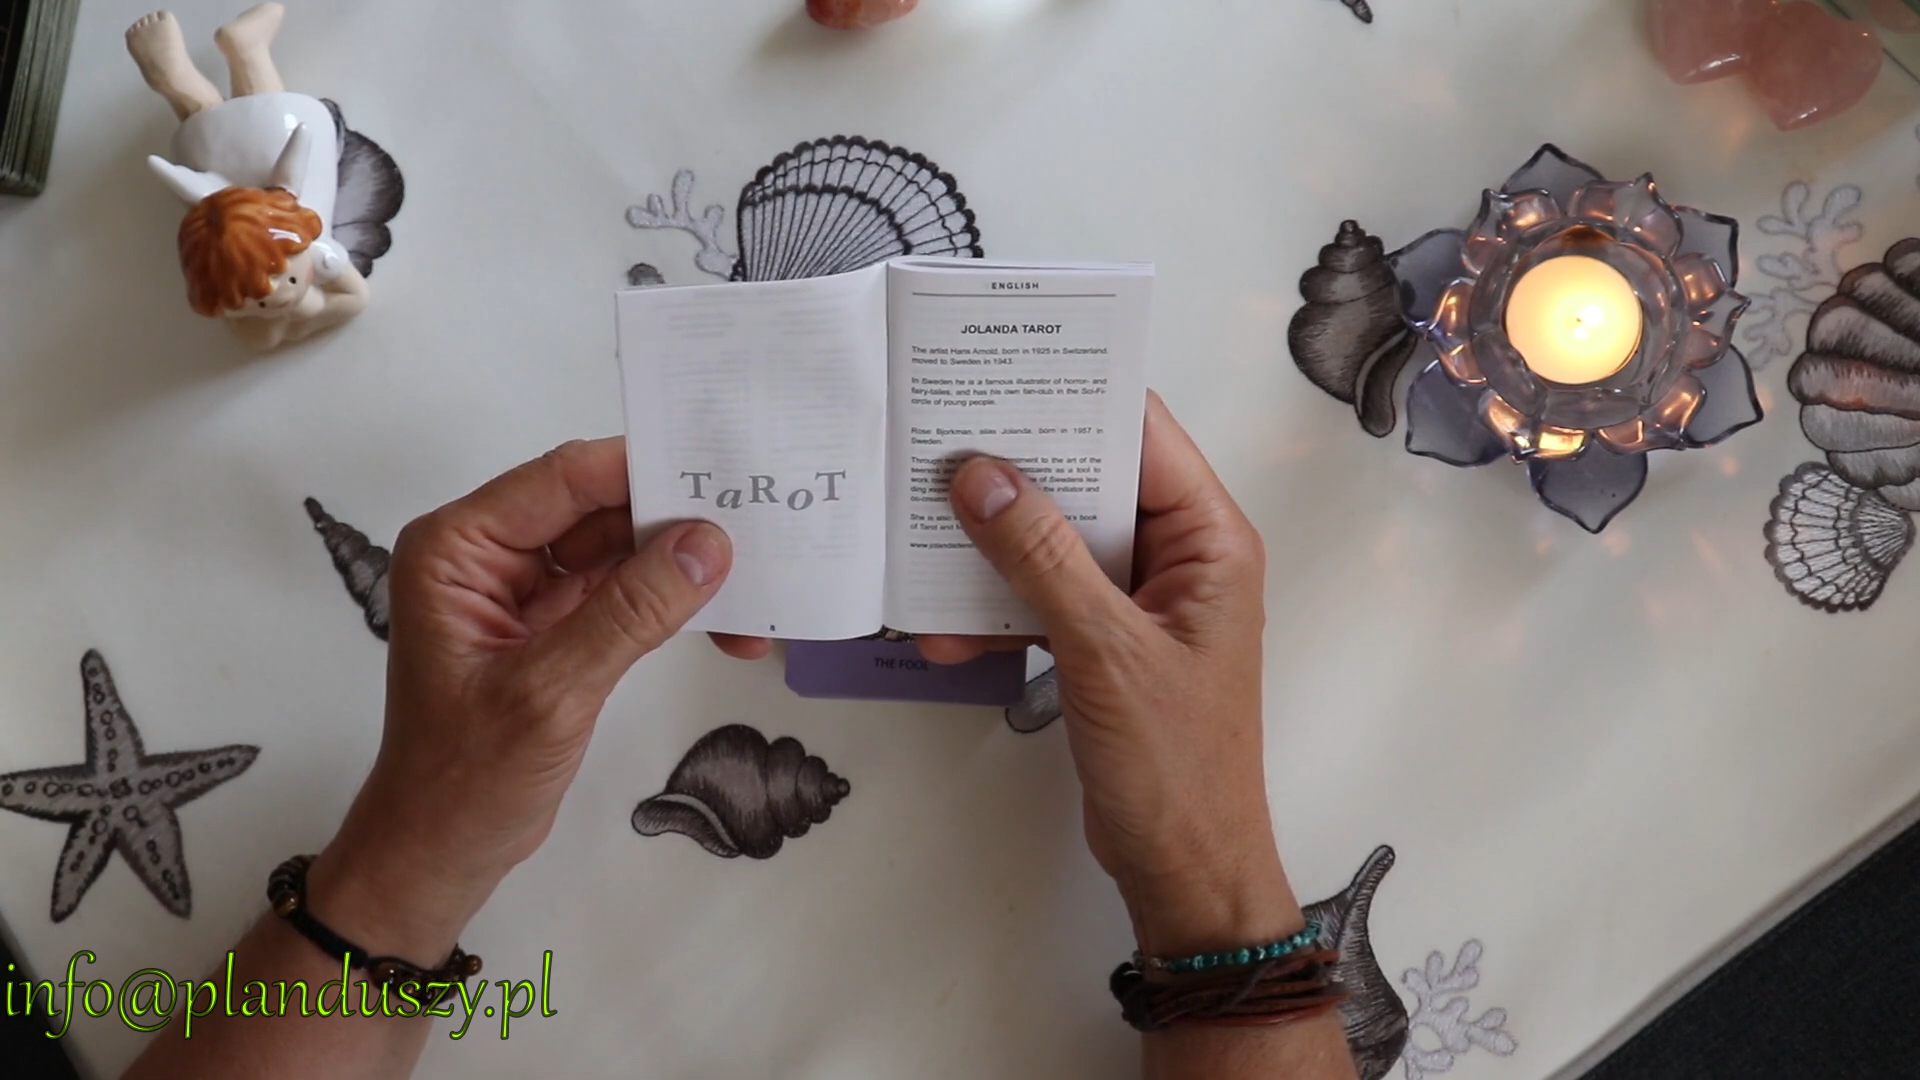 ENGLISH
JOLANDA TAROT
The artist Hans Arnold, born in 1925 in Switzerland,
moved to Sweden in 1943.
In Sweden he is a famous illustrator of horror- and
fairy-tailes, and has his own fan-club in the Sci-Fi-
circle of young people.
Rose Bjorkman, alias Jolanda, born in 1957 in
Sweden.
Through mitment to the art of the
as a tool to
work of Swedens lea-
ding the initiator and
She is also book
of Tarot and
TaRoT
8
9
THE FOOL
info@planduszy.pl